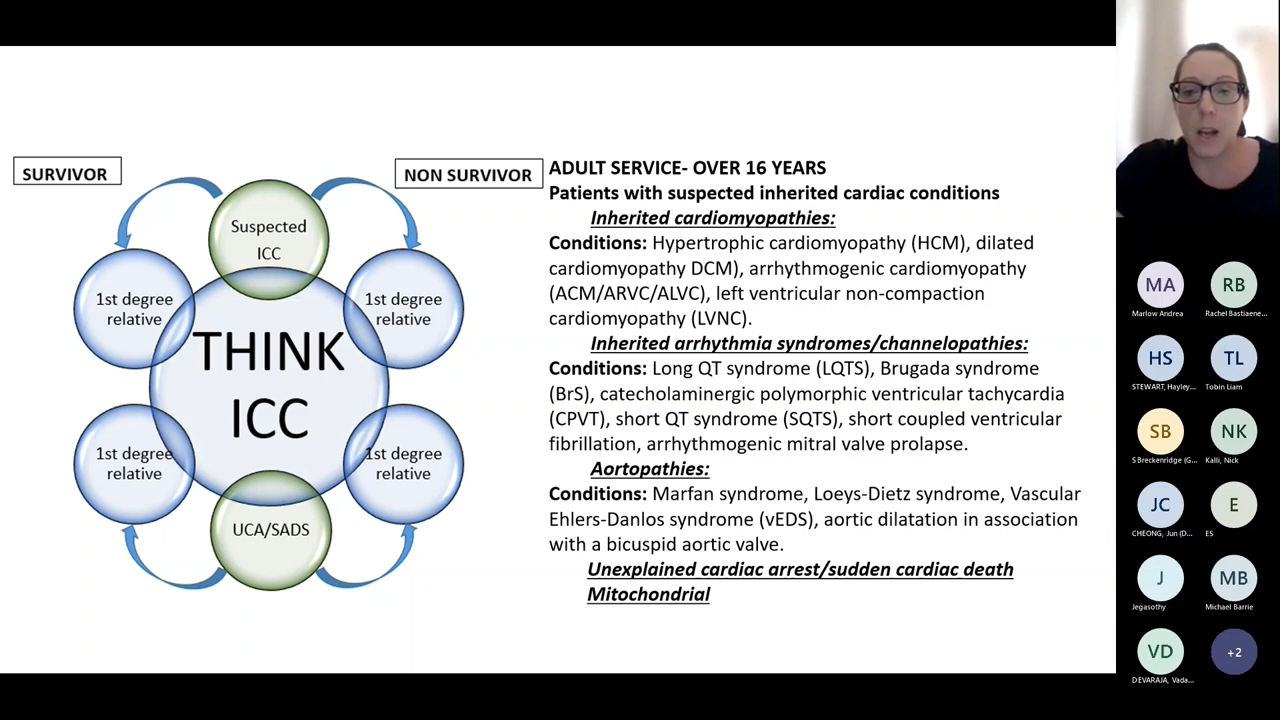 SURVIVOR
NON SURVIVOR
Suspected
ICC
1st degree
relative
1st degree
relative
THINK
ICC
1st degree
relative
1st degree
relative
UCA/SADS
ADULT SERVICE- OVER 16 YEARS
Patients with suspected inherited cardiac conditions
Inherited cardiomyopathies:
Conditions: Hypertrophic cardiomyopathy (HCM), dilated
cardiomyopathy DCM), arrhythmogenic cardiomyopathy
(ACM/ARVC/ALVC), left ventricular non-compaction
cardiomyopathy (LVNC).
Inherited arrhythmia syndromes/channelopathies:
Conditions: Long QT syndrome (LQTS), Brugada syndrome
(BrS), catecholaminergic polymorphic ventricular tachycardia
(CPVT), short QT syndrome (SQTS), short coupled ventricular
fibrillation, arrhythmogenic mitral valve prolapse.
Aortopathies:
Conditions: Marfan syndrome, Loeys-Dietz syndrome, Vascular
Ehlers-Danlos syndrome (vEDS), aortic dilatation in association
with a bicuspid aortic valve.
Unexplained cardiac arrest/sudden cardiac death
Mitochondrial
MA
Marlow Andrea
RB
Rachel Bastiaene...
HS
STEWART, Hayley...
TL
Tobin Liam
SB
S Breckenridge (G...
NK
Kalli, Nick
JC
CHEONG, Jun (D...
E
ES
J
Jegasothy
MB
Michael Barrie
VD
DEVARAJA, Vada...
+2